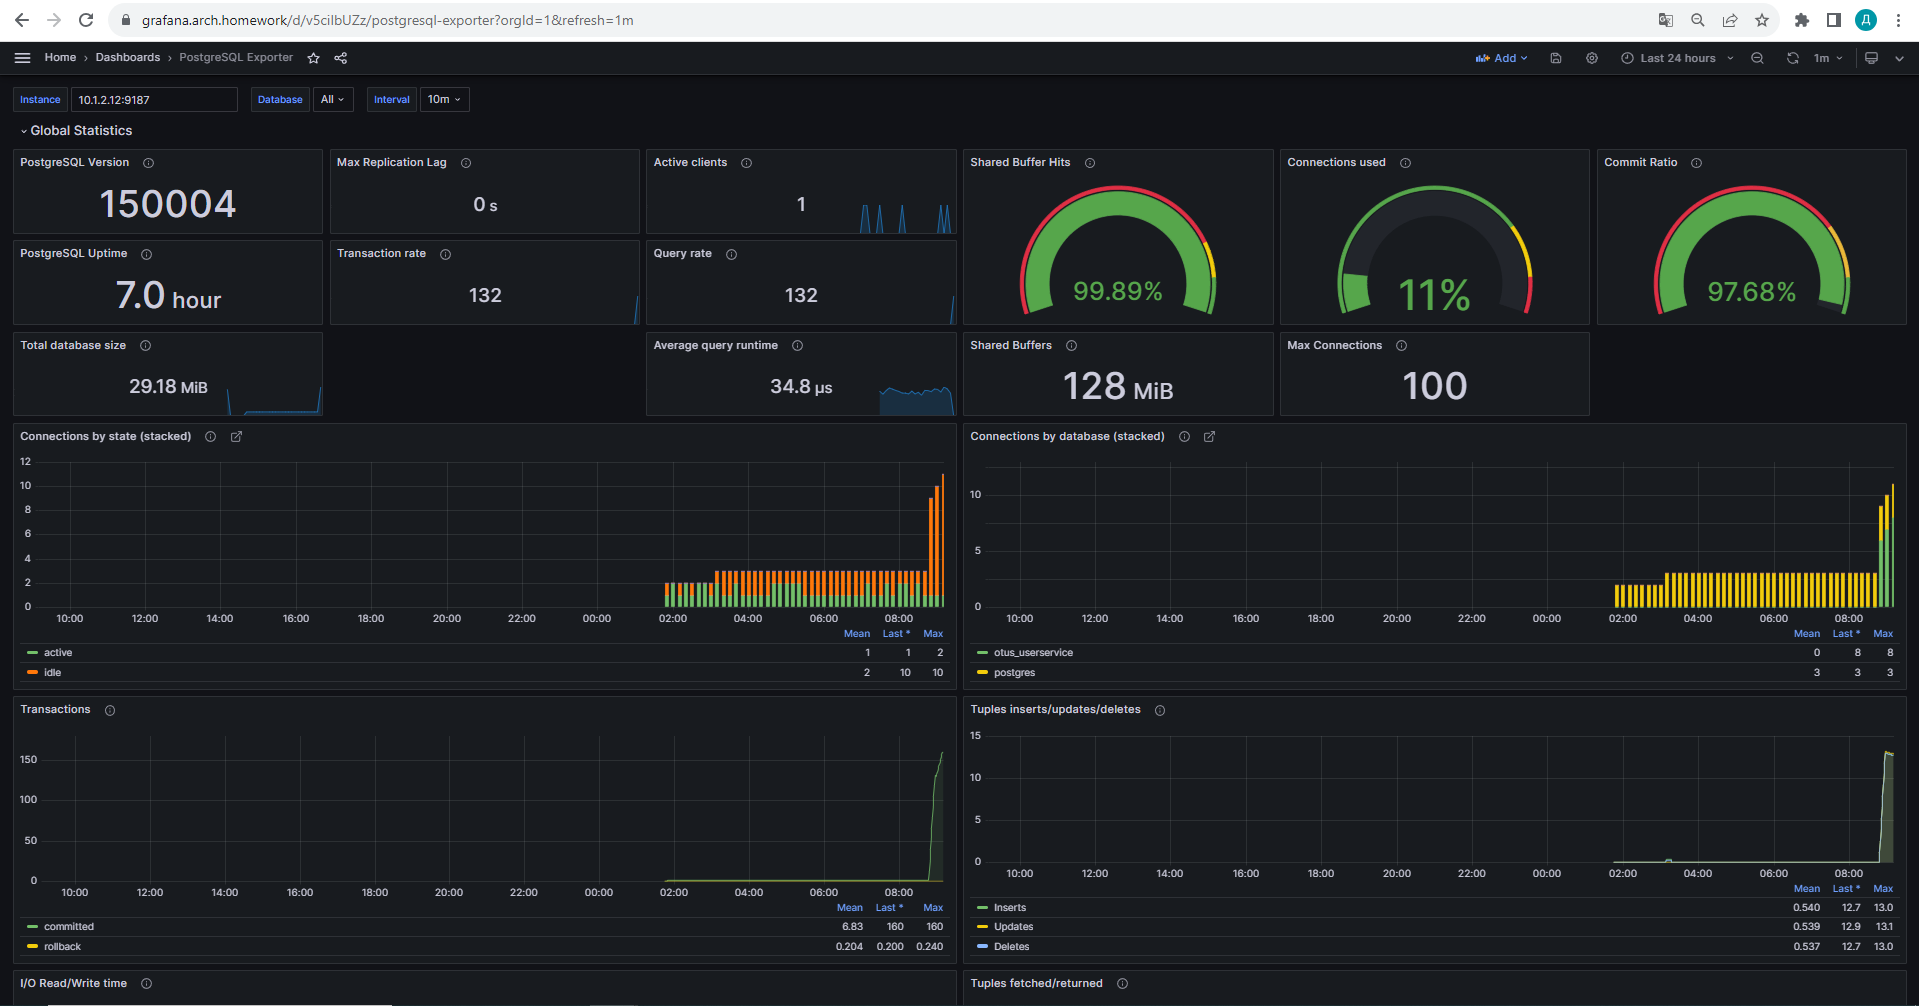 grafana.arch.homework/d/v5ciIbUZz/postgresql-exporter?orgId=1&refresh=1m
Д
Home › Dashboards › PostgreSQL Exporter
Add
Last 24 hours
1m
Instance 10.1.2.12:9187 Database All Interval 10m
Global Statistics
PostgreSQL Version
150004
Max Replication Lag
0 s
Active clients
1
Shared Buffer Hits
99.89%
Connections used
11%
Commit Ratio
97.68%
PostgreSQL Uptime
7.0 hour
Transaction rate
132
Query rate
132
Total database size
29.18 MiB
Average query runtime
34.8 µs
Shared Buffers
128 MiB
Max Connections
100
Connections by state (stacked)
12
10
8
6
4
2
0
10:00 12:00 14:00 16:00 18:00 20:00 22:00 00:00 02:00 04:00 06:00 08:00
Mean Last * Max
active 1 1 2
idle 2 10 10
Connections by database (stacked)
10
5
0
10:00 12:00 14:00 16:00 18:00 20:00 22:00 00:00 02:00 04:00 06:00 08:00
Mean Last * Max
otus_userservice 0 8 8
postgres 3 3 3
Transactions
150
100
50
0
10:00 12:00 14:00 16:00 18:00 20:00 22:00 00:00 02:00 04:00 06:00 08:00
Mean Last * Max
committed 6.83 160 160
rollback 0.204 0.200 0.240
Tuples inserts/updates/deletes
15
10
5
0
10:00 12:00 14:00 16:00 18:00 20:00 22:00 00:00 02:00 04:00 06:00 08:00
Mean Last * Max
Inserts 0.540 12.7 13.0
Updates 0.539 12.9 13.1
Deletes 0.537 12.7 13.0
I/O Read/Write time
Tuples fetched/returned